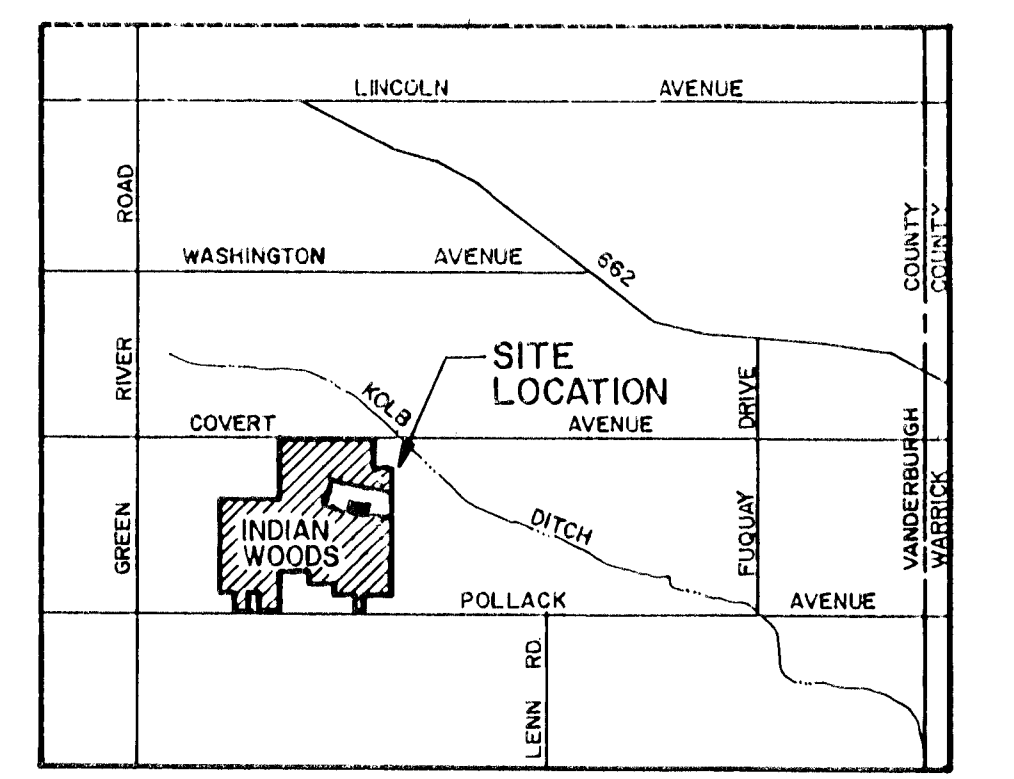 LINCOLN AVENUE
WASHINGTON AVENUE
662
SITE
LOCATION
KOLB DITCH
COVERT AVENUE
INDIAN
WOODS
POLLACK AVENUE
GREEN RIVER ROAD
LENN RD.
FUQUAY DRIVE
VANDERBURGH COUNTY
WARRICK COUNTY